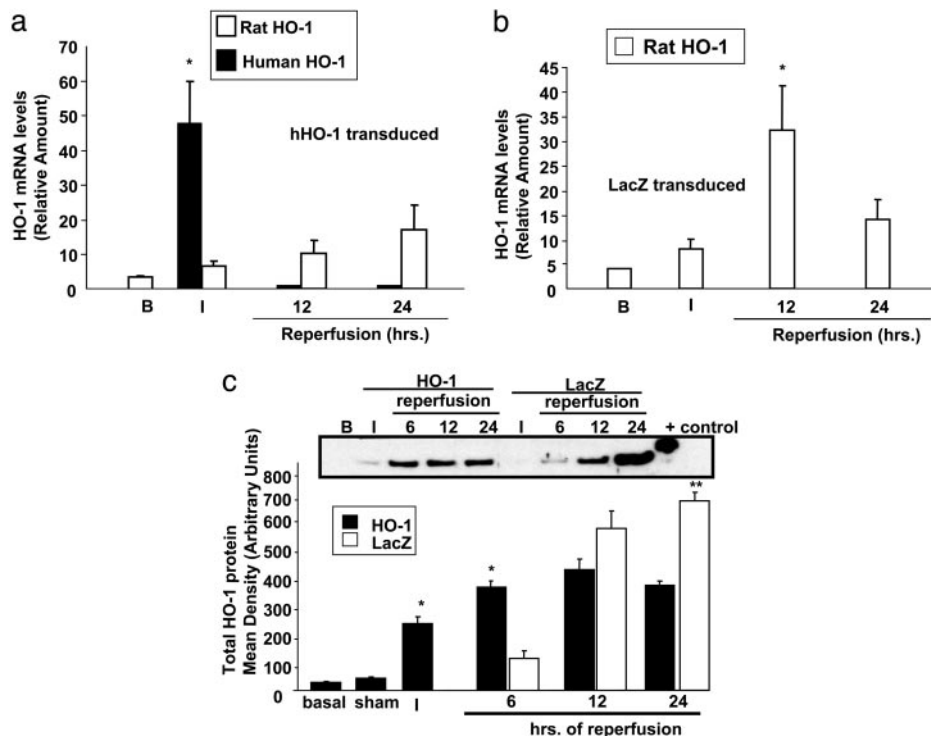 a
Rat HO-1
Human HO-1
HO-1 mRNA levels
(Relative Amount)
70
60
50
40
30
20
10
0
*
hHO-1 transduced
B
I
12
24
Reperfusion (hrs.)
b
Rat HO-1
HO-1 mRNA levels
(Relative Amount)
45
40
35
30
25
20
15
10
5
0
*
LacZ transduced
B
I
12
24
Reperfusion (hrs.)
c
HO-1
reperfusion
LacZ
reperfusion
B I 6 12 24 I 6 12 24 + control
Total HO-1 protein
Mean Density (Arbitrary Units)
800
700
600
500
400
300
200
100
0
HO-1
LacZ
*
*
**
basal sham I 6 12 24
hrs. of reperfusion